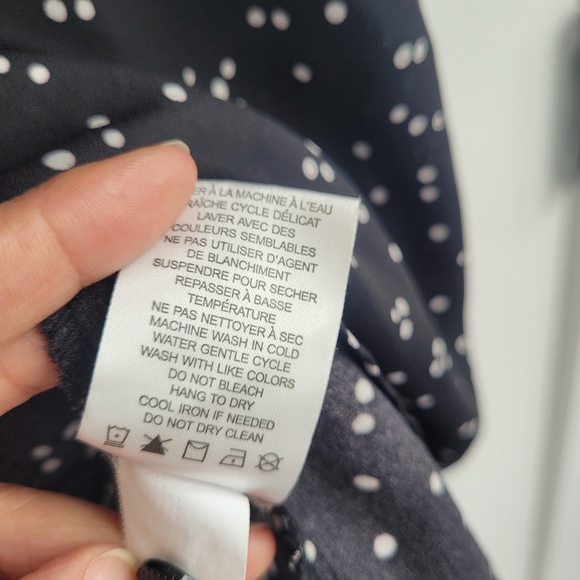 À LA MACHINE À L'EAU
CYCLE DÉLICAT
LAVER AVEC DES
COULEURS SEMBLABLES
NE PAS UTILISER D'AGENT
DE BLANCHIMENT
SUSPENDRE POUR SECHER
REPASSER À BASSE
TEMPÉRATURE
NE PAS NETTOYER À SEC
MACHINE WASH IN COLD
WATER GENTLE CYCLE
WASH WITH LIKE COLORS
DO NOT BLEACH
HANG TO DRY
COOL IRON IF NEEDED
DO NOT DRY CLEAN